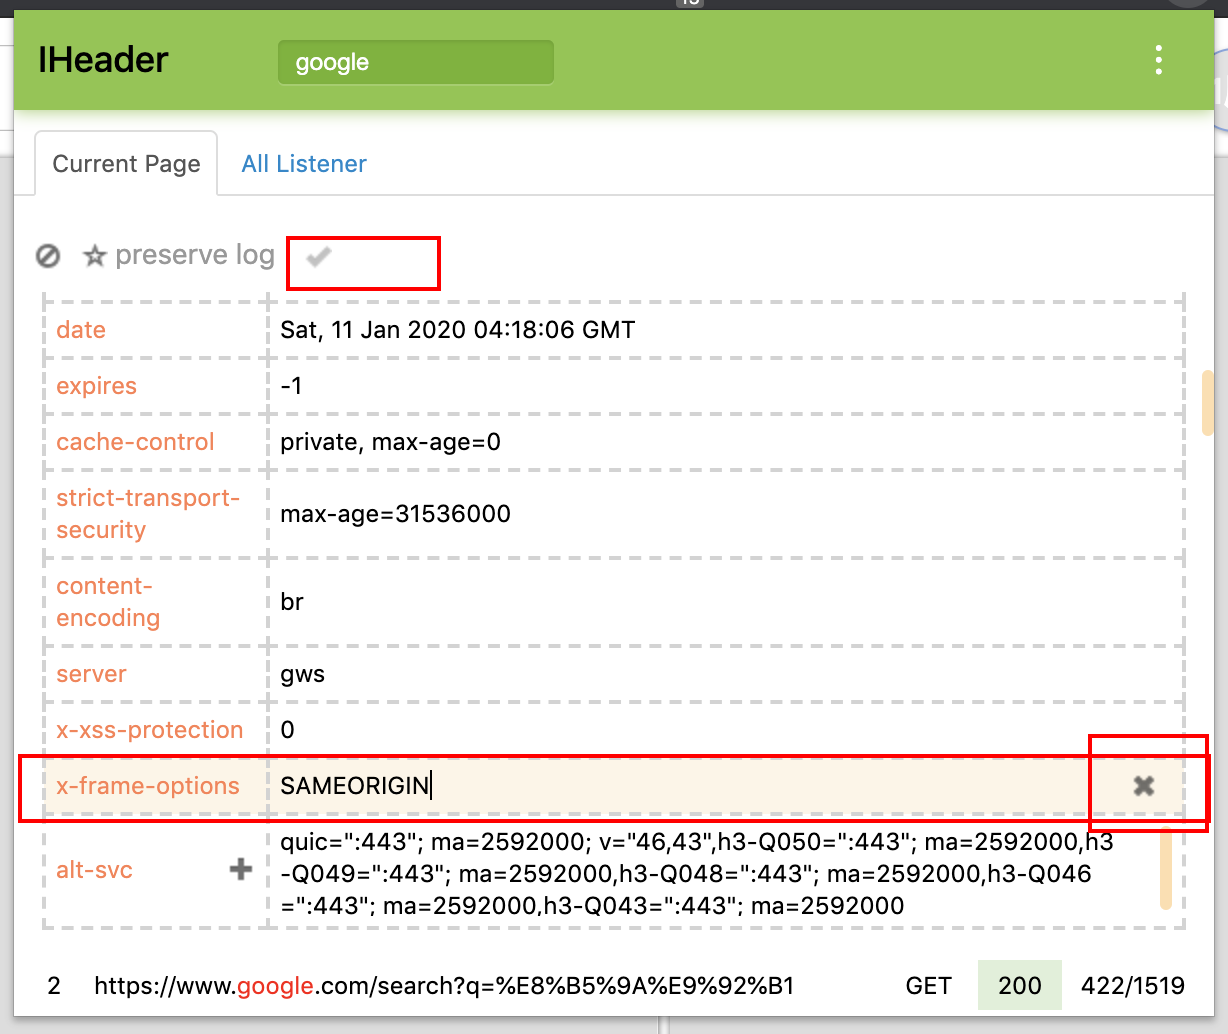 IHeader
google
Current Page
All Listener
preserve log
date
Sat, 11 Jan 2020 04:18:06 GMT
expires
-1
cache-control
private, max-age=0
strict-transport-
security
max-age=31536000
content-
encoding
br
server
gws
x-xss-protection
0
x-frame-options
SAMEORIGIN
alt-svc
quic=":443"; ma=2592000; v="46,43",h3-Q050=":443"; ma=2592000,h3
-Q049=":443"; ma=2592000,h3-Q048=":443"; ma=2592000,h3-Q046
=":443"; ma=2592000,h3-Q043=":443"; ma=2592000
2 https://www.google.com/search?q=%E8%B5%9A%E9%92%B1 GET 200 422/1519